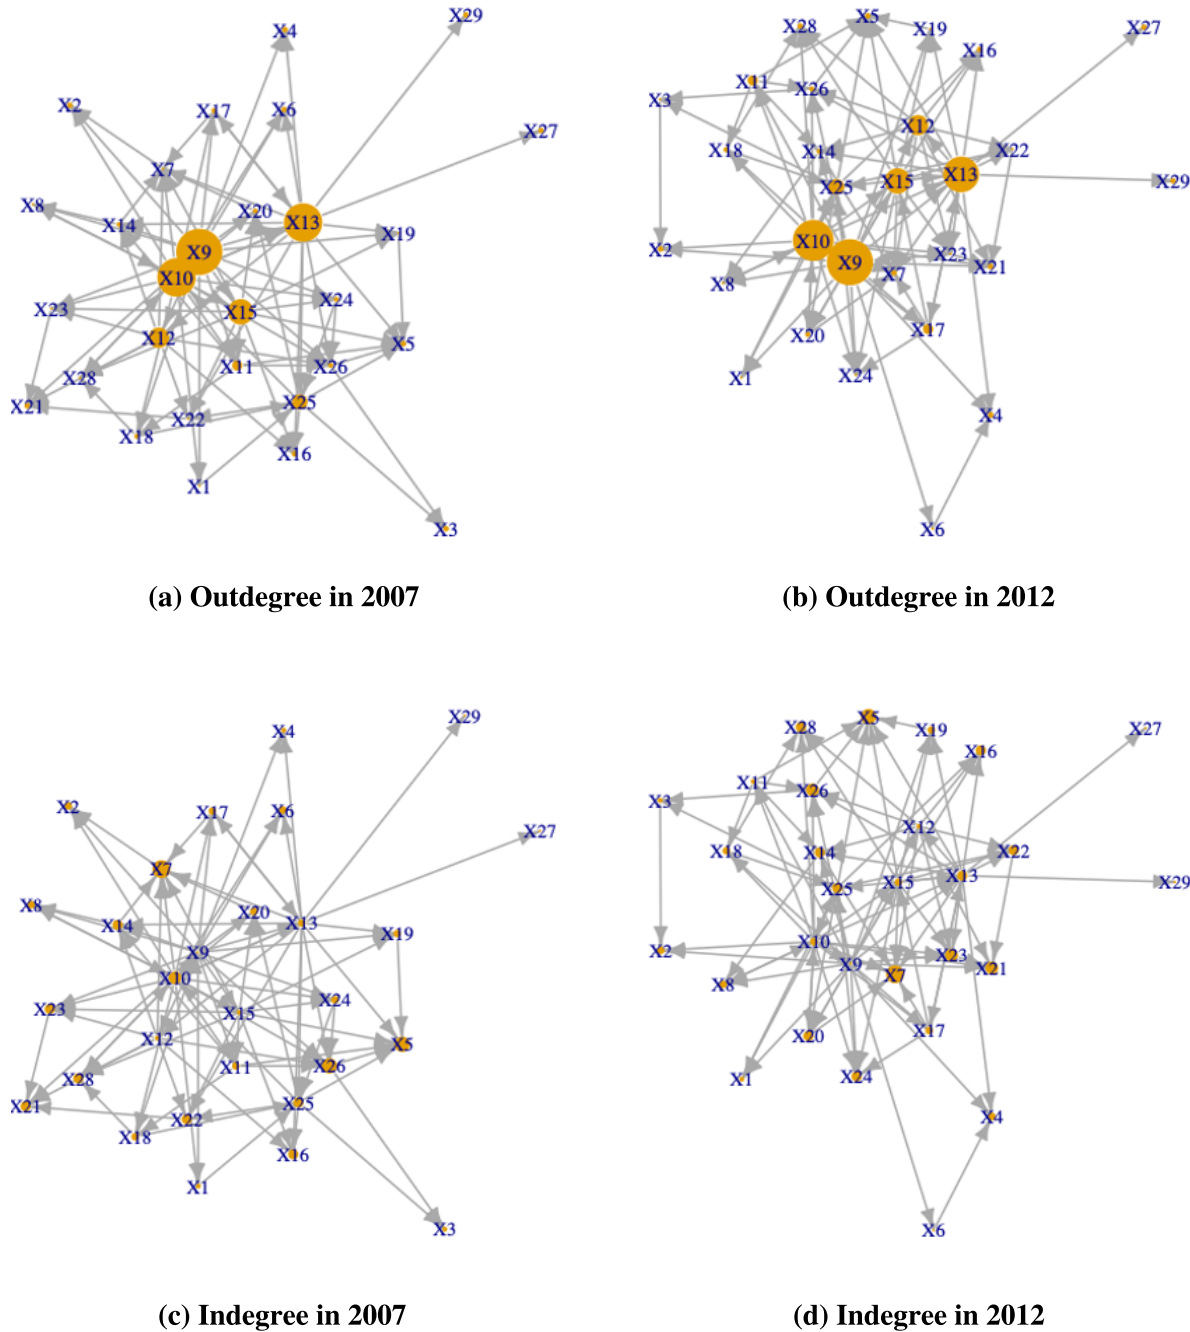 X29
X4
X2
X17
X6
X27
X7
X8
X14
X20
X13
X19
X9
X10
X23
X15
X24
X12
X5
X11
X26
X28
X21
X25
X22
X18
X16
X1
X3
(a) Outdegree in 2007
X5
X28
X19
X27
X16
X11
X26
X3
X12
X18
X14
X22
X25
X15
X13
X29
X10
X2
X9
X23
X21
X8
X7
X20
X17
X1
X24
X4
X6
(b) Outdegree in 2012
X29
X4
X2
X17
X6
X27
X7
X8
X14
X20
X13
X19
X9
X10
X23
X15
X24
X12
X5
X11
X26
X28
X21
X25
X22
X18
X16
X1
X3
(c) Indegree in 2007
X5
X28
X19
X27
X16
X11
X26
X3
X12
X18
X14
X22
X25
X15
X13
X29
X10
X2
X9
X23
X21
X8
X7
X20
X17
X1
X24
X4
X6
(d) Indegree in 2012